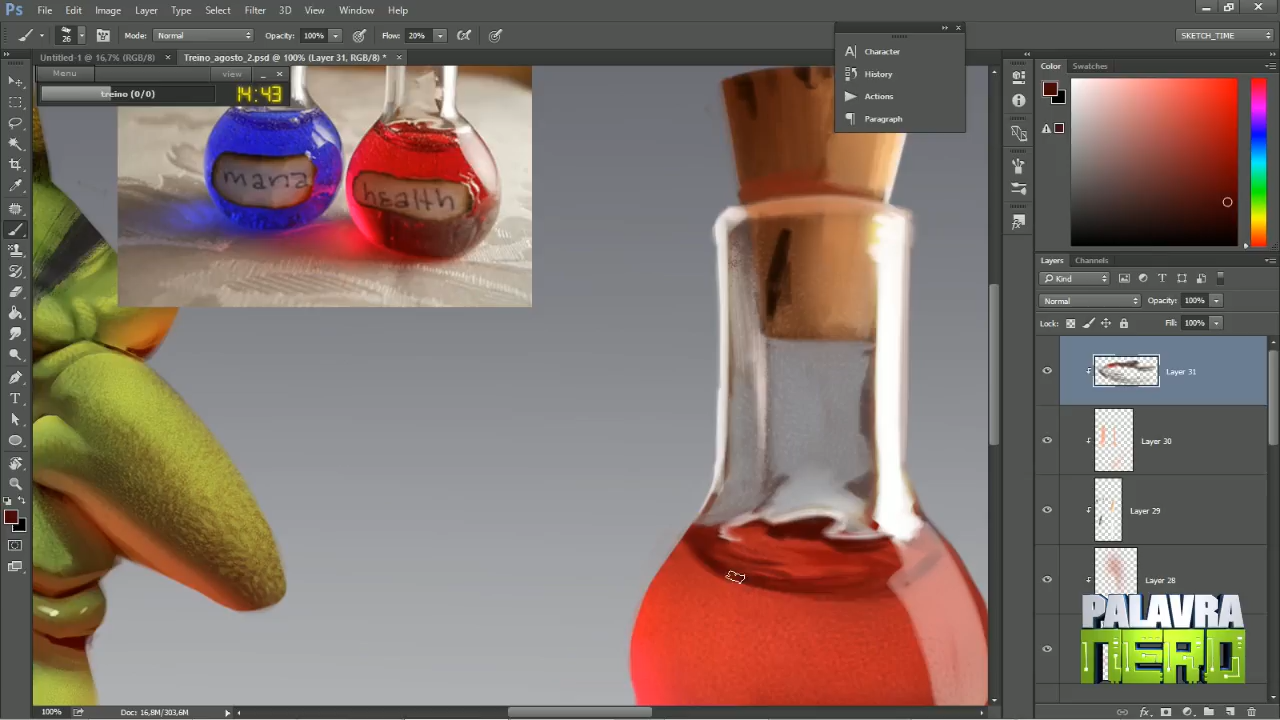 Ps File Edit Image Layer Type Select Filter 3D View Window Help
26 Mode: Normal Opacity: 100% Flow: 20% SKETCH_TIME
Untitled-1 @ 16,7% (RGB/8) × Treino_agosto_2.psd @ 100% (Layer 31, RGB/8) * ×
Menu view
treino (0/0) 14:43
mana
health
Character
History
Actions
Paragraph
Color Swatches
Layers Channels
Kind
Normal Opacity: 100%
Lock: Fill: 100%
Layer 31
Layer 30
Layer 29
Layer 28
PALAVRA
NERD
100% Doc: 16,8M/303,6M